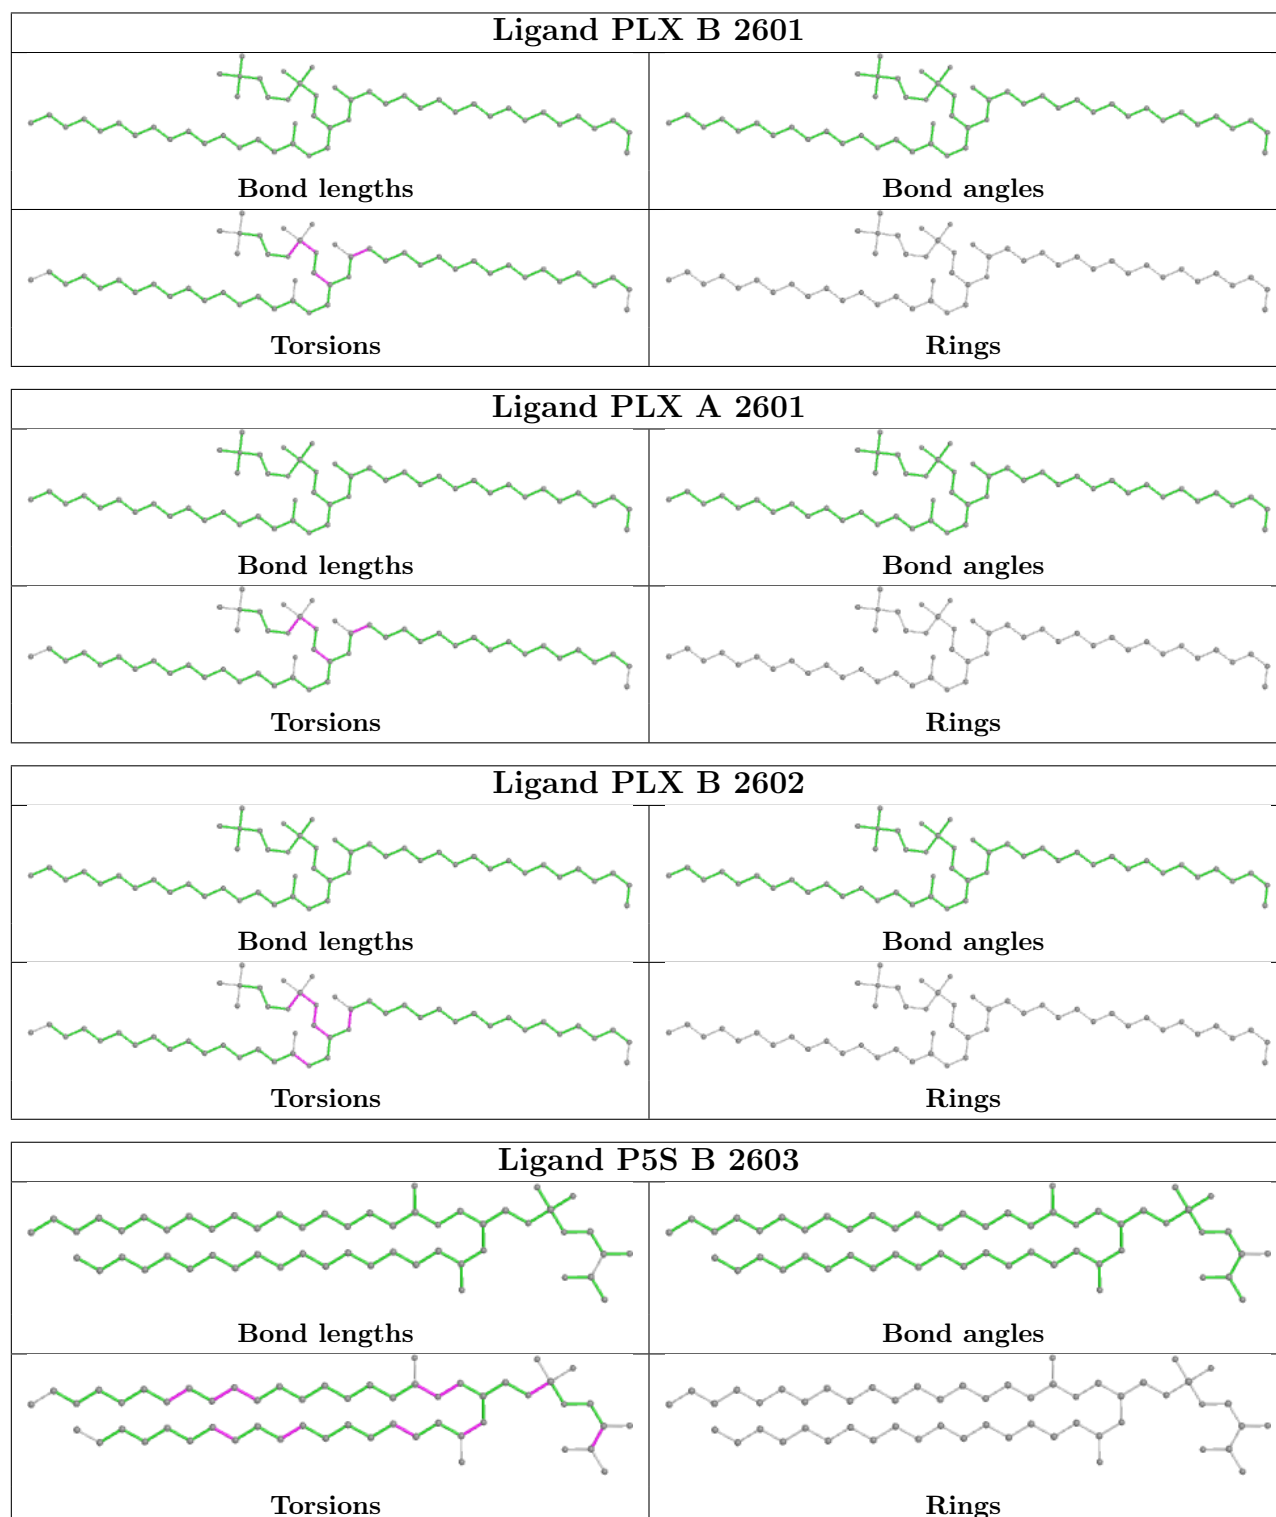 Ligand PLX B 2601
Bond lengths
Bond angles
Torsions
Rings
Ligand PLX A 2601
Bond lengths
Bond angles
Torsions
Rings
Ligand PLX B 2602
Bond lengths
Bond angles
Torsions
Rings
Ligand P5S B 2603
Bond lengths
Bond angles
Torsions
Rings